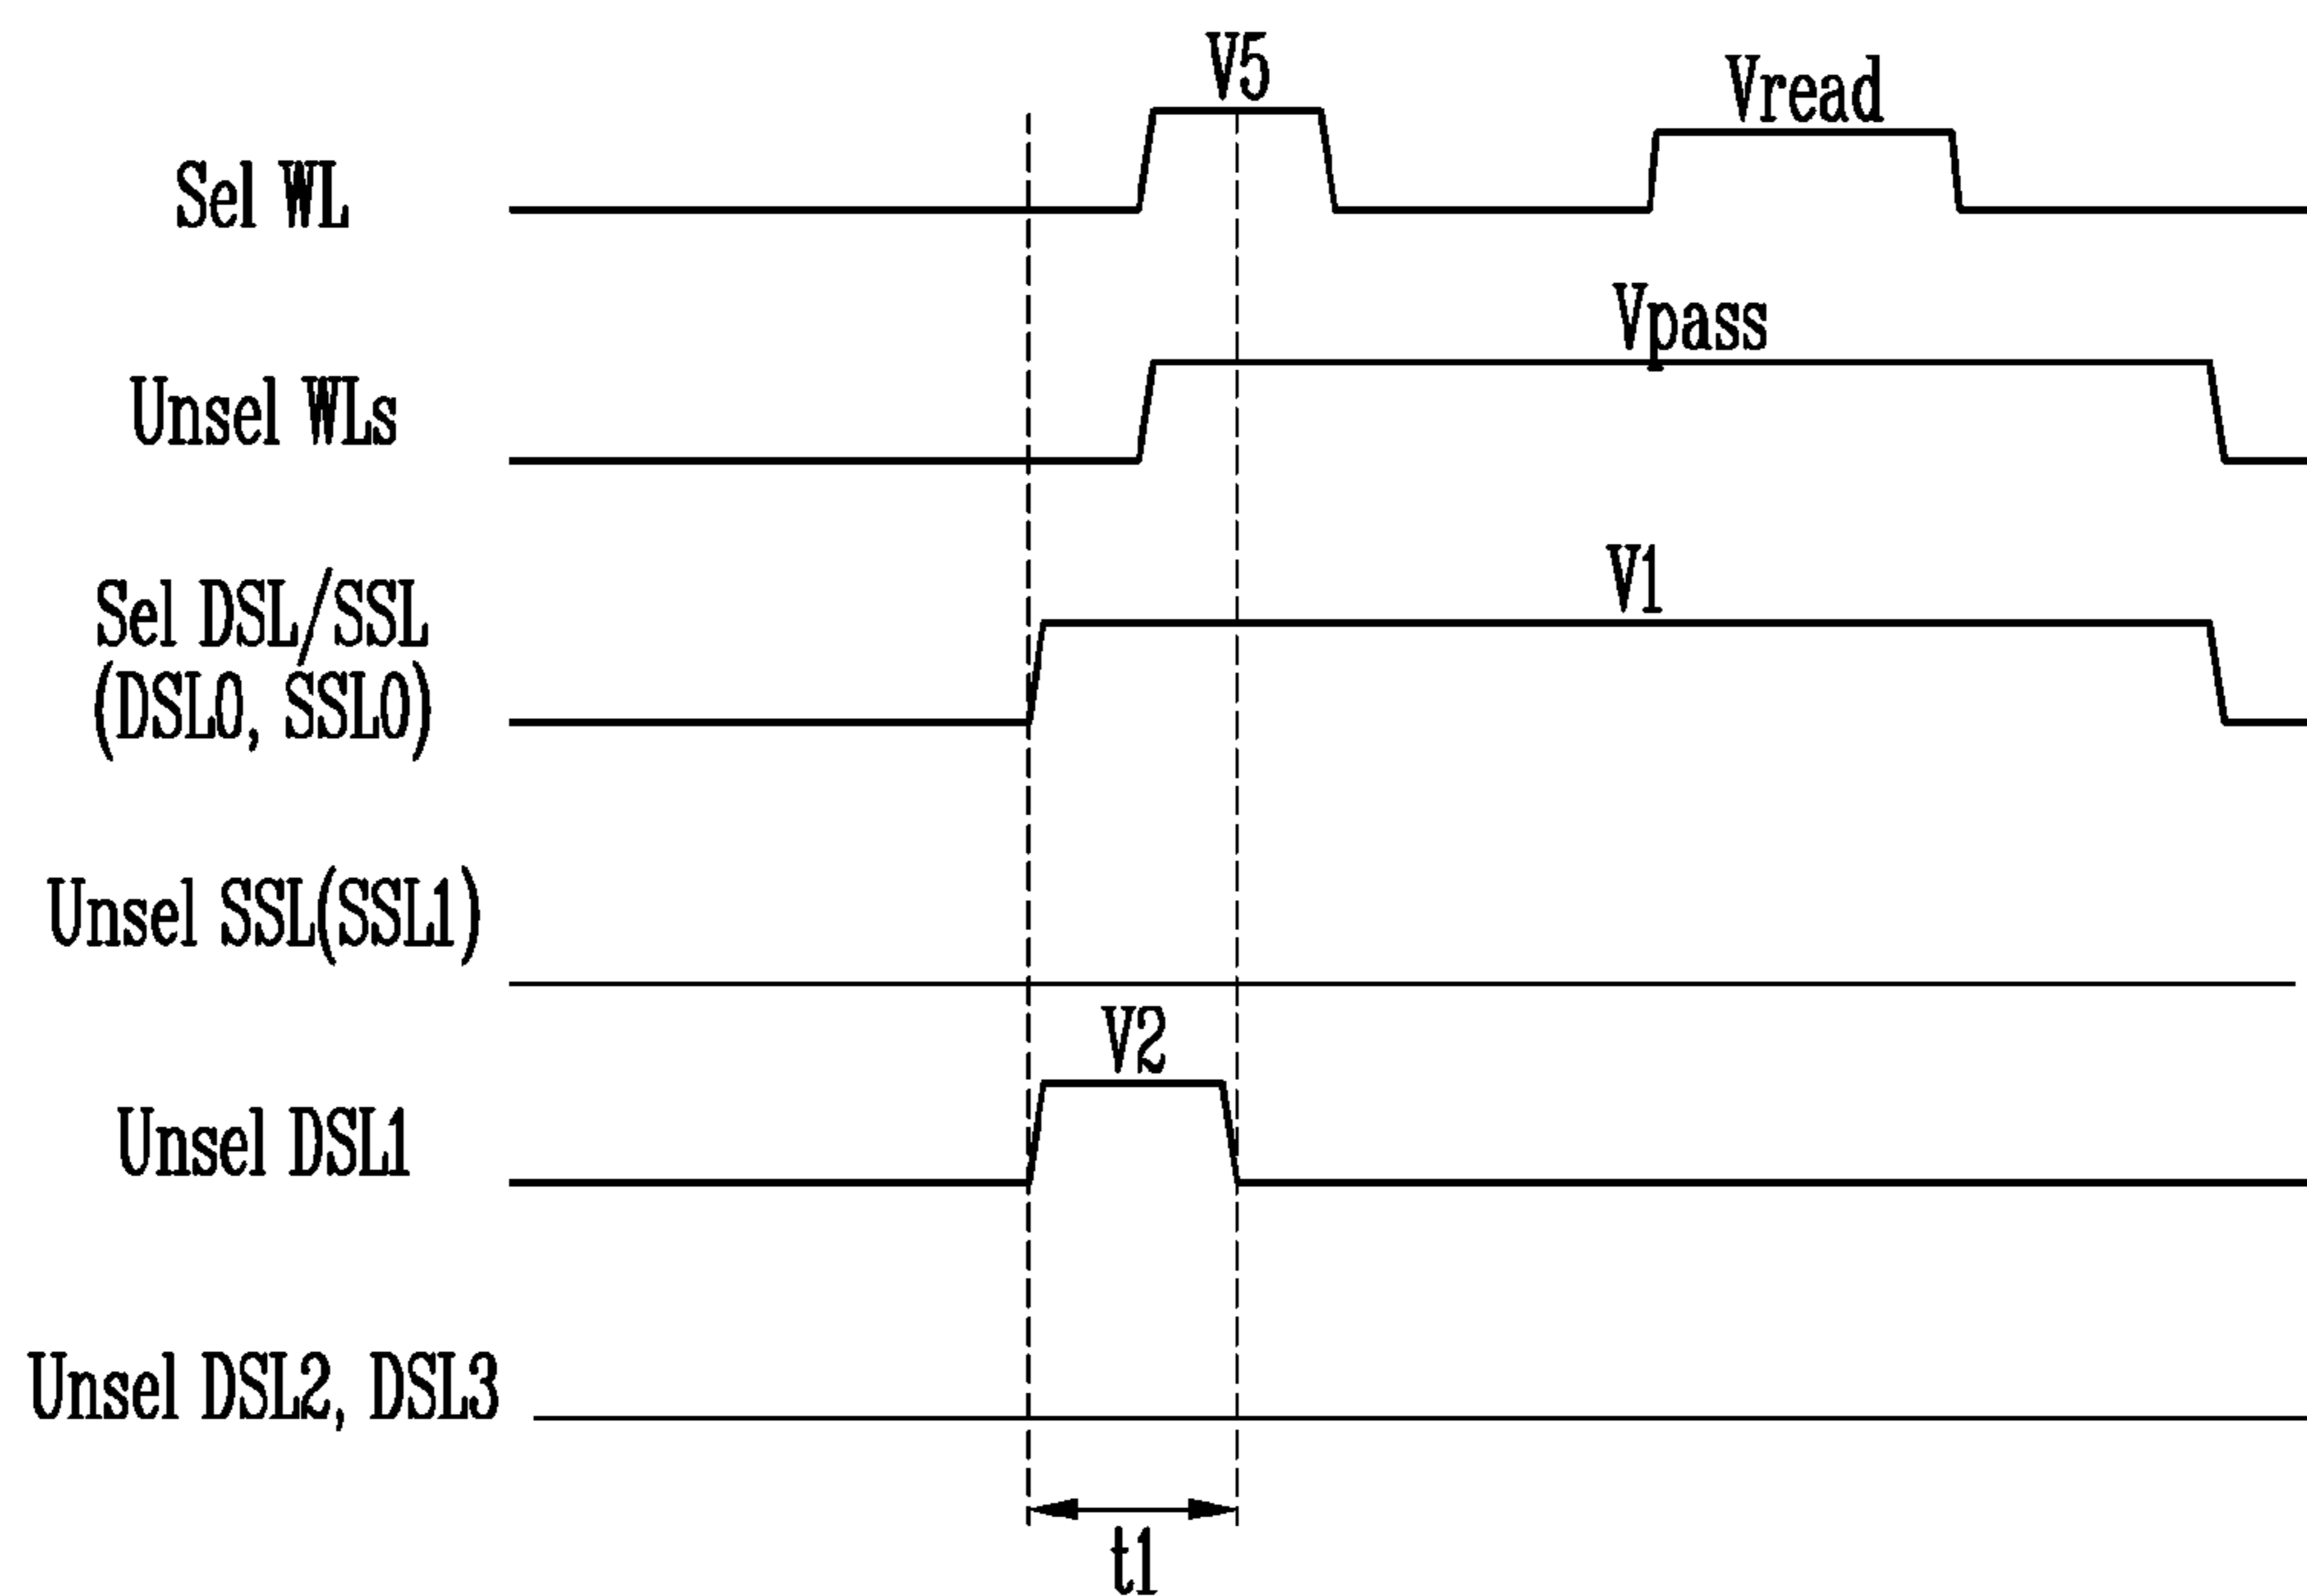 V5
Vread
Sel WL
Vpass
Unsel WLs
V1
Sel DSL/SSL
(DSL0, SSL0)
Unsel SSL(SSL1)
V2
Unsel DSL1
Unsel DSL2, DSL3
t1